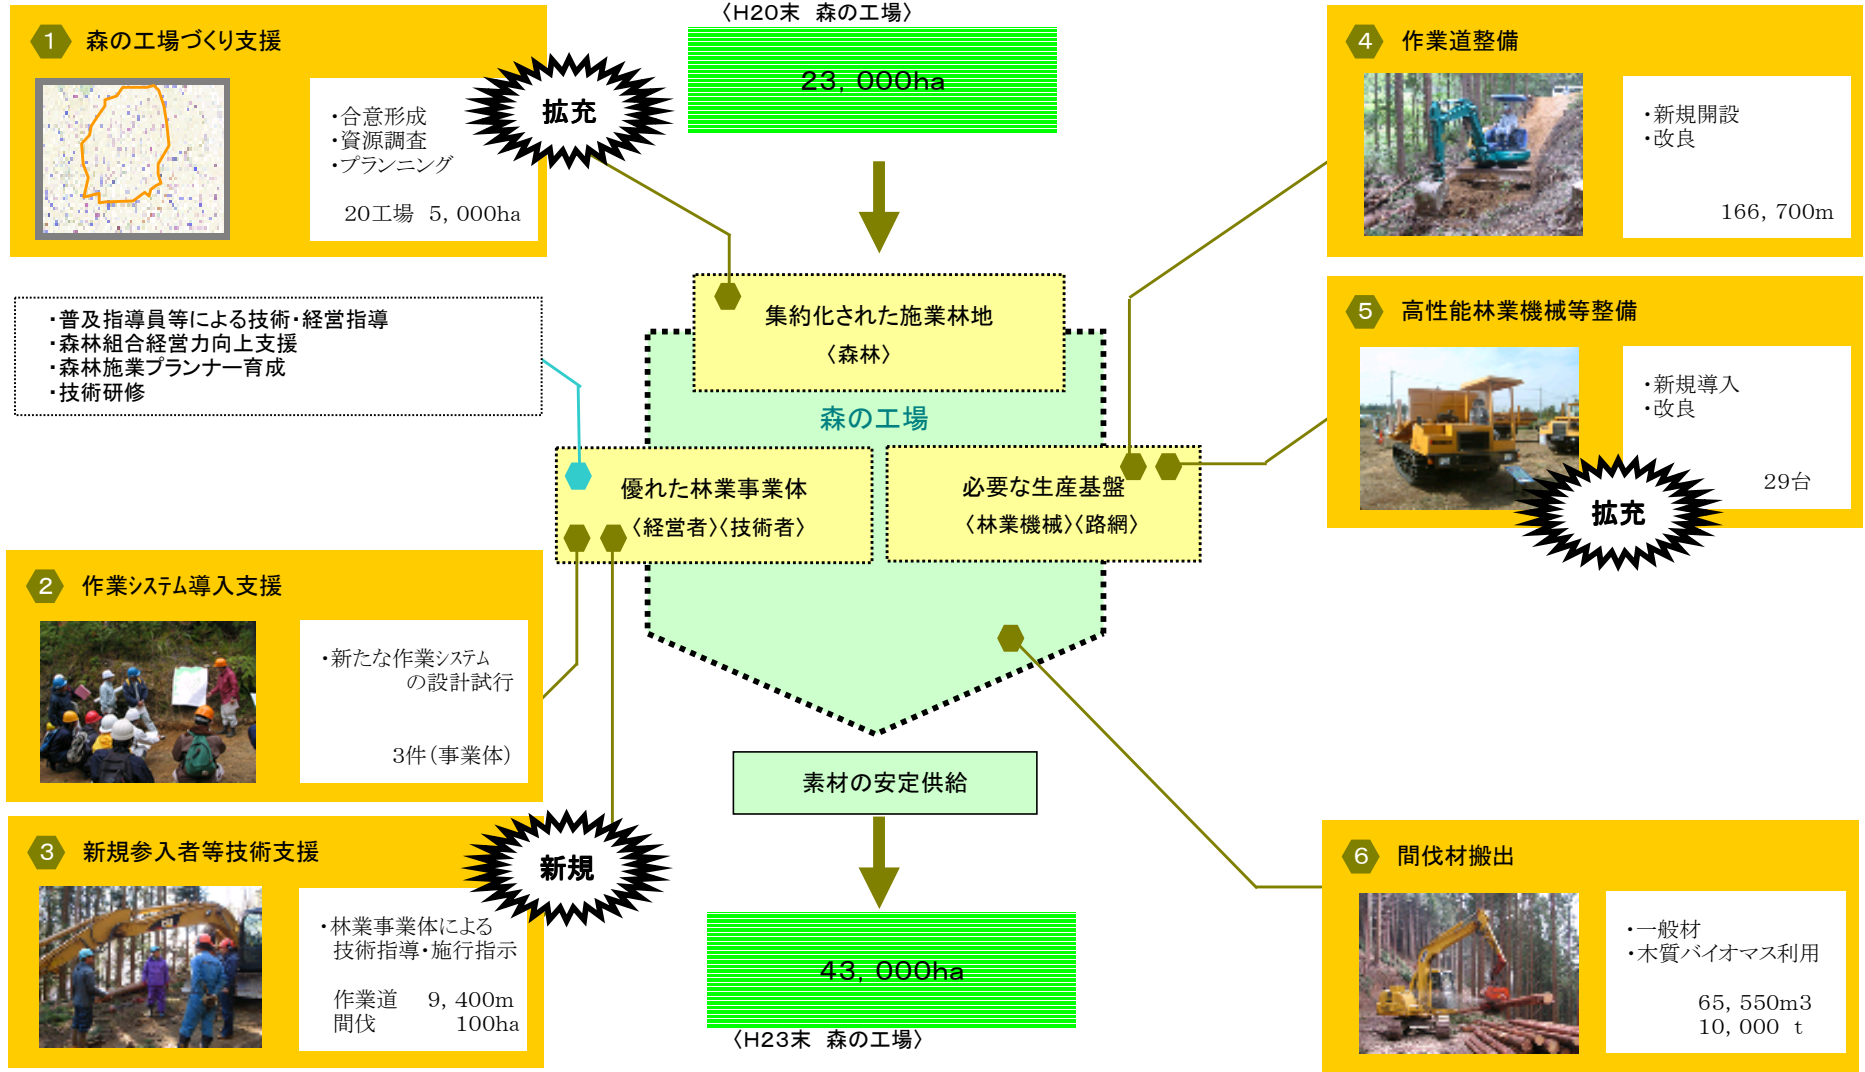 〈H20末 森の工場〉
23，000ha
1 森の工場づくり支援
・合意形成
・資源調査
・プランニング
20工場 5，000ha
拡充
・普及指導員等による技術・経営指導
・森林組合経営力向上支援
・森林施業プランナー育成
・技術研修
2 作業システム導入支援
・新たな作業システム
の設計試行
3件（事業体）
3 新規参入者等技術支援
新規
・林業事業体による
技術指導・施行指示
作業道 9，400m
間伐 100ha
集約化された施業林地
〈森林〉
森の工場
優れた林業事業体
〈経営者〉〈技術者〉
必要な生産基盤
〈林業機械〉〈路網〉
素材の安定供給
43，000ha
〈H23末 森の工場〉
4 作業道整備
・新規開設
・改良
166，700m
5 高性能林業機械等整備
・新規導入
・改良
29台
拡充
6 間伐材搬出
・一般材
・木質バイオマス利用
65，550m3
10，000 t